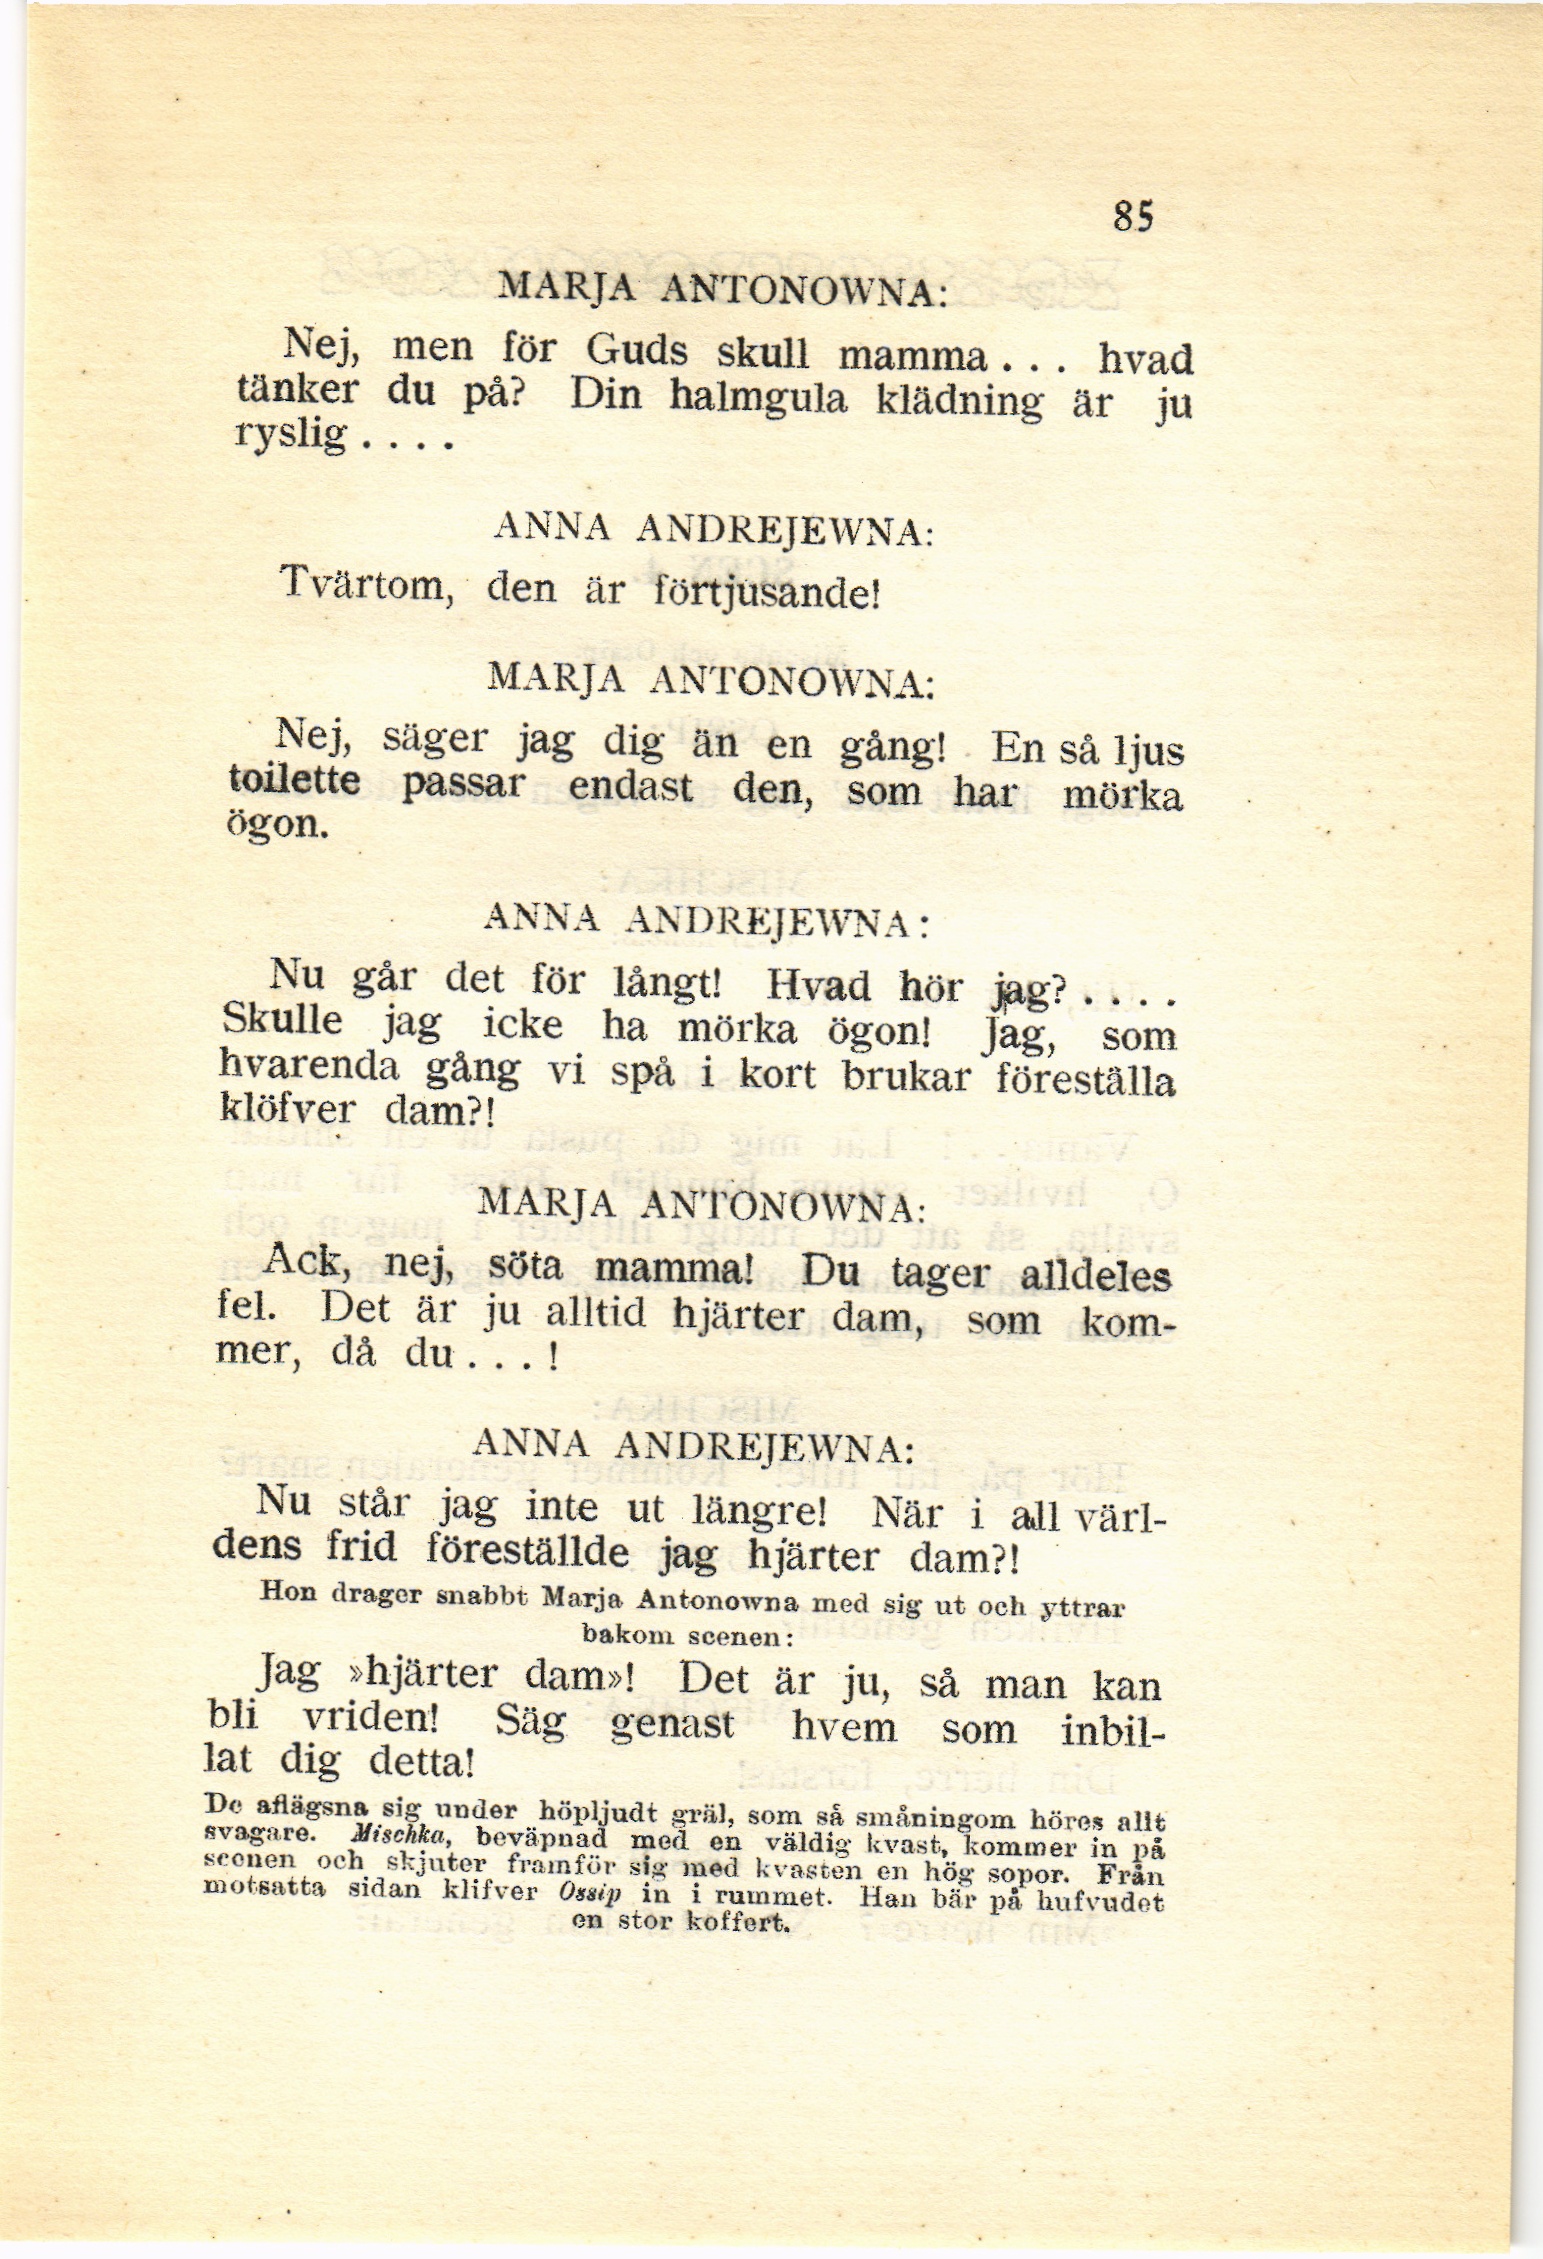 85
MARJA ANTONOWNA:
Nej, men för Guds skull mamma . . . hvad
tänker du på? Din halmgula klädning är ju
ryslig . . . .
ANNA ANDREJEWNA:
Tvärtom, den är förtjusande!
MARJA ANTONOWNA:
Nej, säger jag dig än en gång! En så ljus
toilette passar endast den, som har mörka
ögon.
ANNA ANDREJEWNA:
Nu går det för långt! Hvad hör jag? . . . .
Skulle jag icke ha mörka ögon! Jag, som
hvarenda gång vi spå i kort brukar föreställa
klöfver dam?!
MARJA ANTONOWNA:
Ack, nej, söta mamma! Du tager alldeles
fel. Det är ju alltid hjärter dam, som kom-
mer, då du . . . !
ANNA ANDREJEWNA:
Nu står jag inte ut längre! När i all värl-
dens frid föreställde jag hjärter dam?!
Hon drager snabbt Marja Antonowna med sig ut och yttrar
bakom scenen:
Jag »hjärter dam»! Det är ju, så man kan
bli vriden! Säg genast hvem som inbil-
lat dig detta!
De aflägsna sig under höpljudt gräl, som så småningom höres allt
svagare. Mischka, beväpnad med en väldig kvast, kommer in på
scenen och skjuter framför sig med kvasten en hög sopor. Från
motsatta sidan klifver Ossip in i rummet. Han bär på hufvudet
en stor koffert.